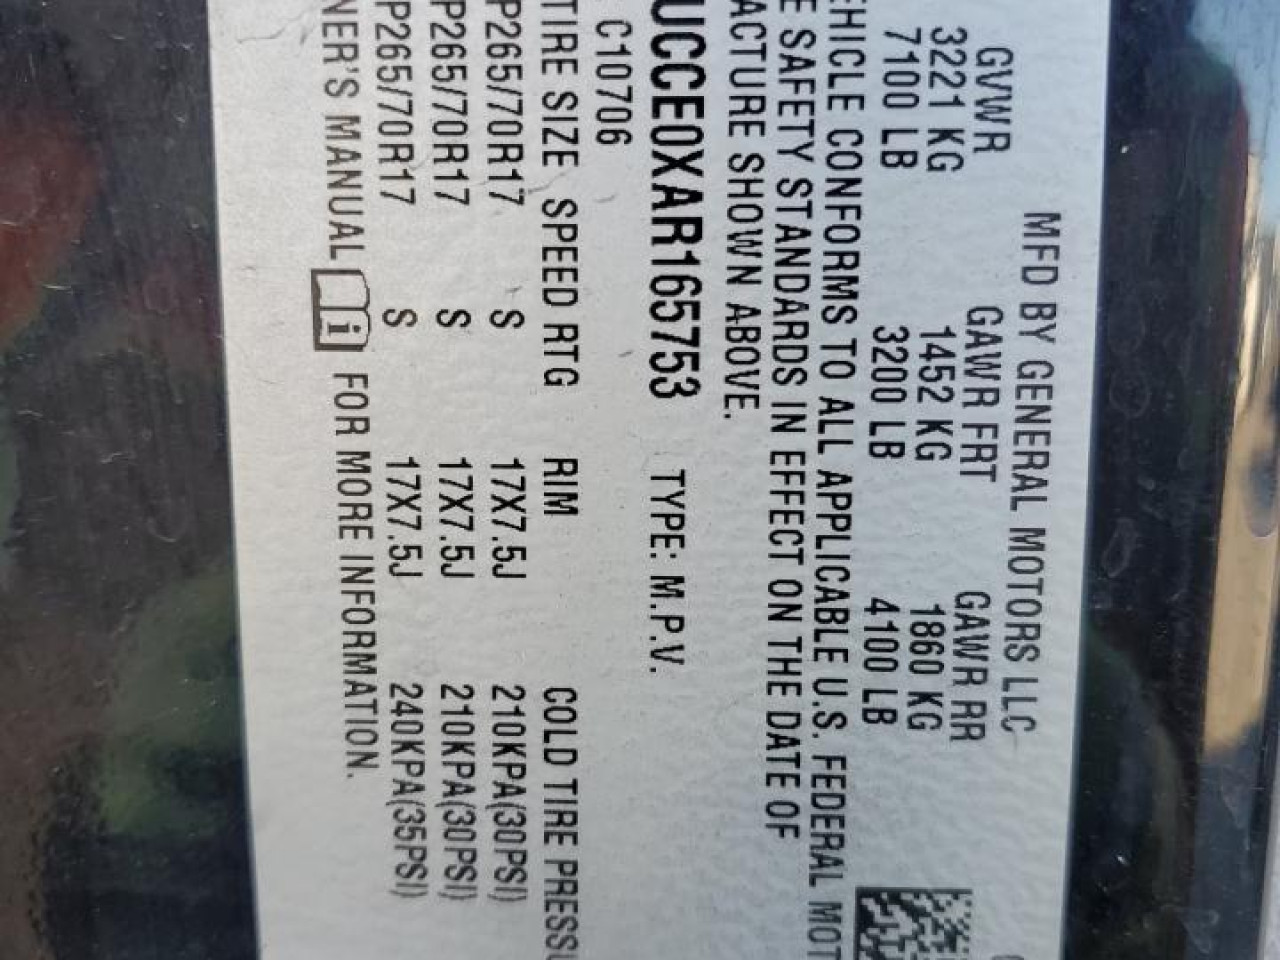 MFD BY GENERAL MOTORS LLC
GVWR GAWR FRT GAWR RR
3221 KG 1452 KG 1860 KG
7100 LB 3200 LB 4100 LB
EHICLE CONFORMS TO ALL APPLICABLE U.S. FEDERAL MOT
E SAFETY STANDARDS IN EFFECT ON THE DATE OF
ACTURE SHOWN ABOVE.
UCCE0XAR165753 TYPE: M.P.V.
C10706
TIRE SIZE SPEED RTG RIM COLD TIRE PRESSU
P265/70R17 S 17X7.5J 210KPA(30PSI)
P265/70R17 S 17X7.5J 210KPA(30PSI)
P265/70R17 S 17X7.5J 240KPA(35PSI)
NER'S MANUAL i FOR MORE INFORMATION.